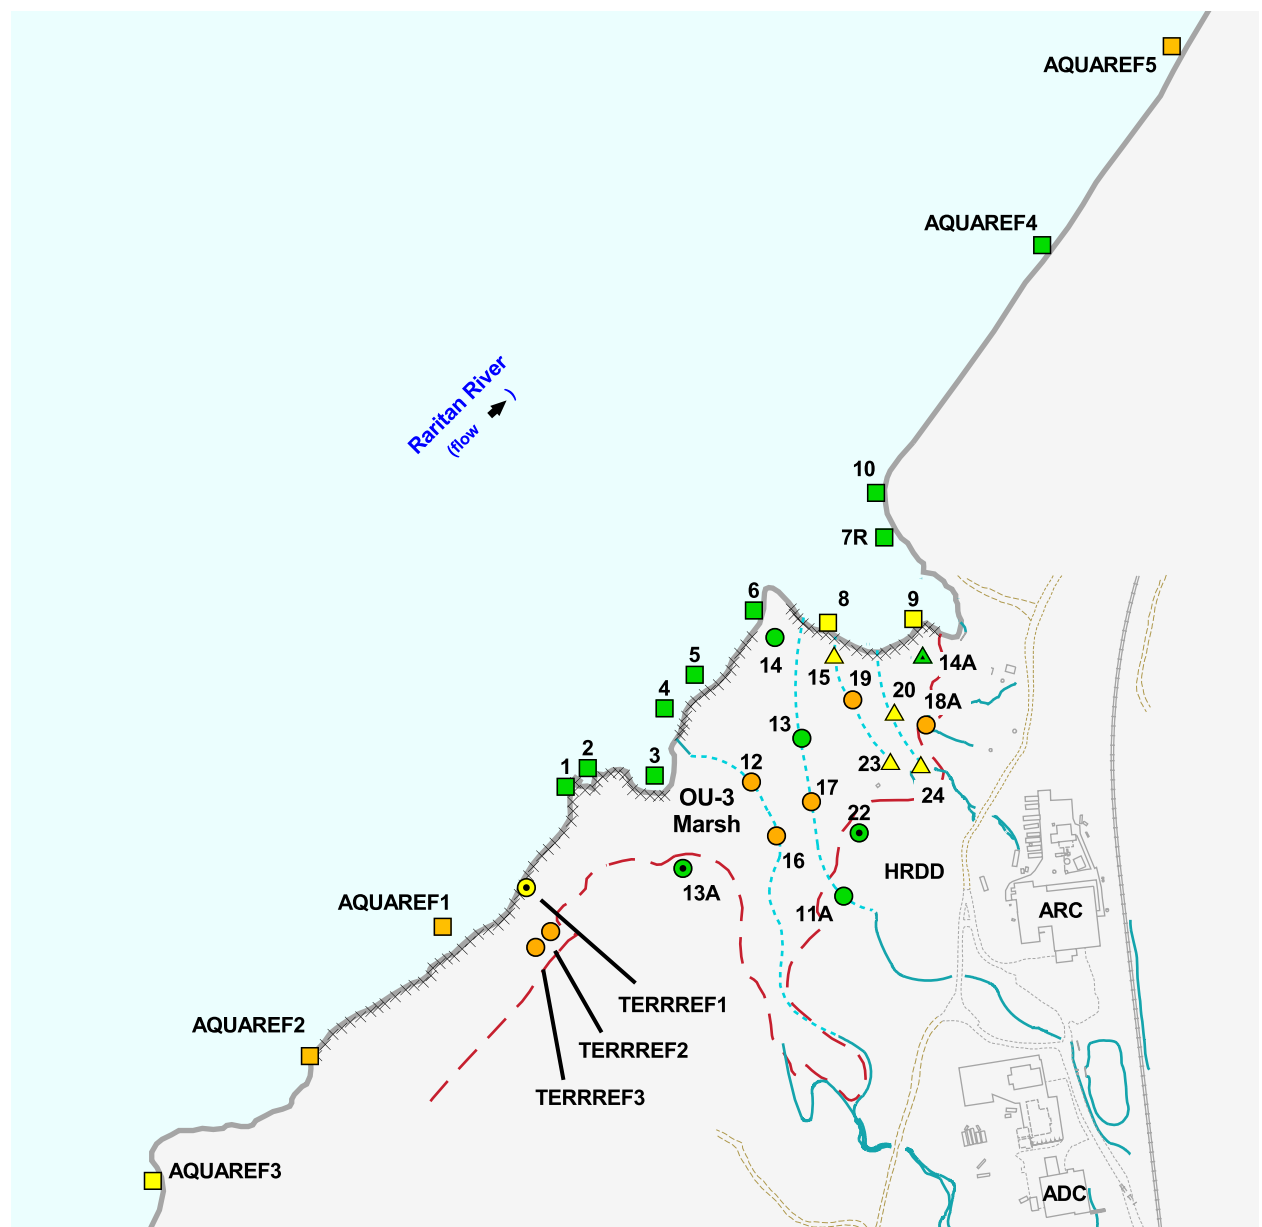 AQUAREF5
AQUAREF4
Raritan River
(flow )
10
7R
6
8
9
14
15
14A
5
19
20
4
18A
13
2
3
12
23
1
17
24
OU-3
Marsh
22
16
HRDD
13A
AQUAREF1
11A
ARC
TERRREF1
AQUAREF2
TERRREF2
TERRREF3
AQUAREF3
ADC